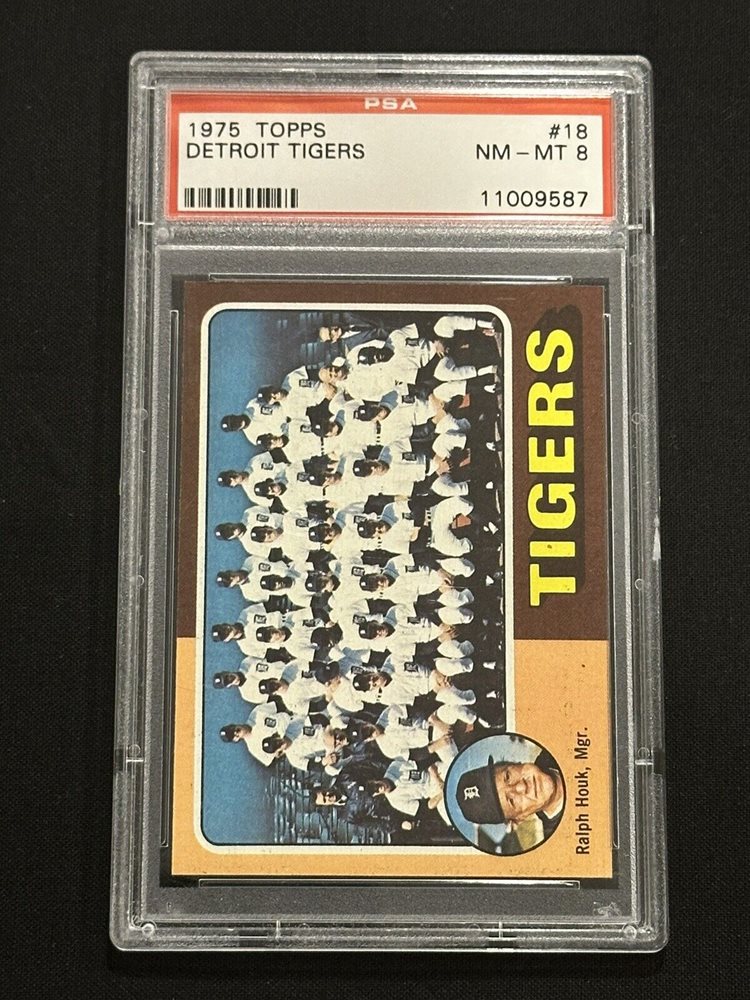 PSA
1975 TOPPS #18
DETROIT TIGERS NM - MT 8
11009587
TIGERS
Ralph Houk, Mgr.